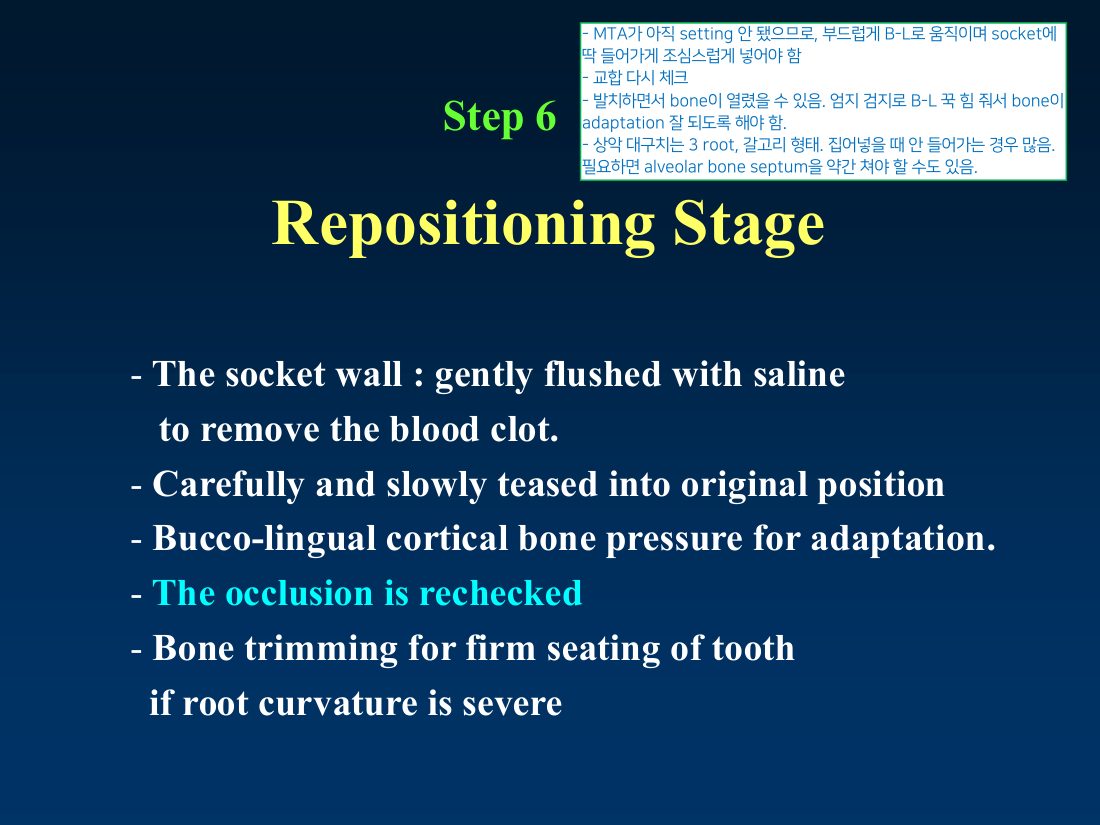 - MTA가 아직 setting 안 됐으므로, 부드럽게 B-L로 움직이며 socket에
딱 들어가게 조심스럽게 넣어야 함
- 교합 다시 체크
- 발치하면서 bone이 열렸을 수 있음. 엄지 검지로 B-L 꾹 힘 줘서 bone이
adaptation 잘 되도록 해야 함.
- 상악 대구치는 3 root, 갈고리 형태. 집어넣을 때 안 들어가는 경우 많음.
필요하면 alveolar bone septum을 약간 쳐야 할 수도 있음.
Step 6
Repositioning Stage
- The socket wall : gently flushed with saline
to remove the blood clot.
- Carefully and slowly teased into original position
- Bucco-lingual cortical bone pressure for adaptation.
- The occlusion is rechecked
- Bone trimming for firm seating of tooth
if root curvature is severe